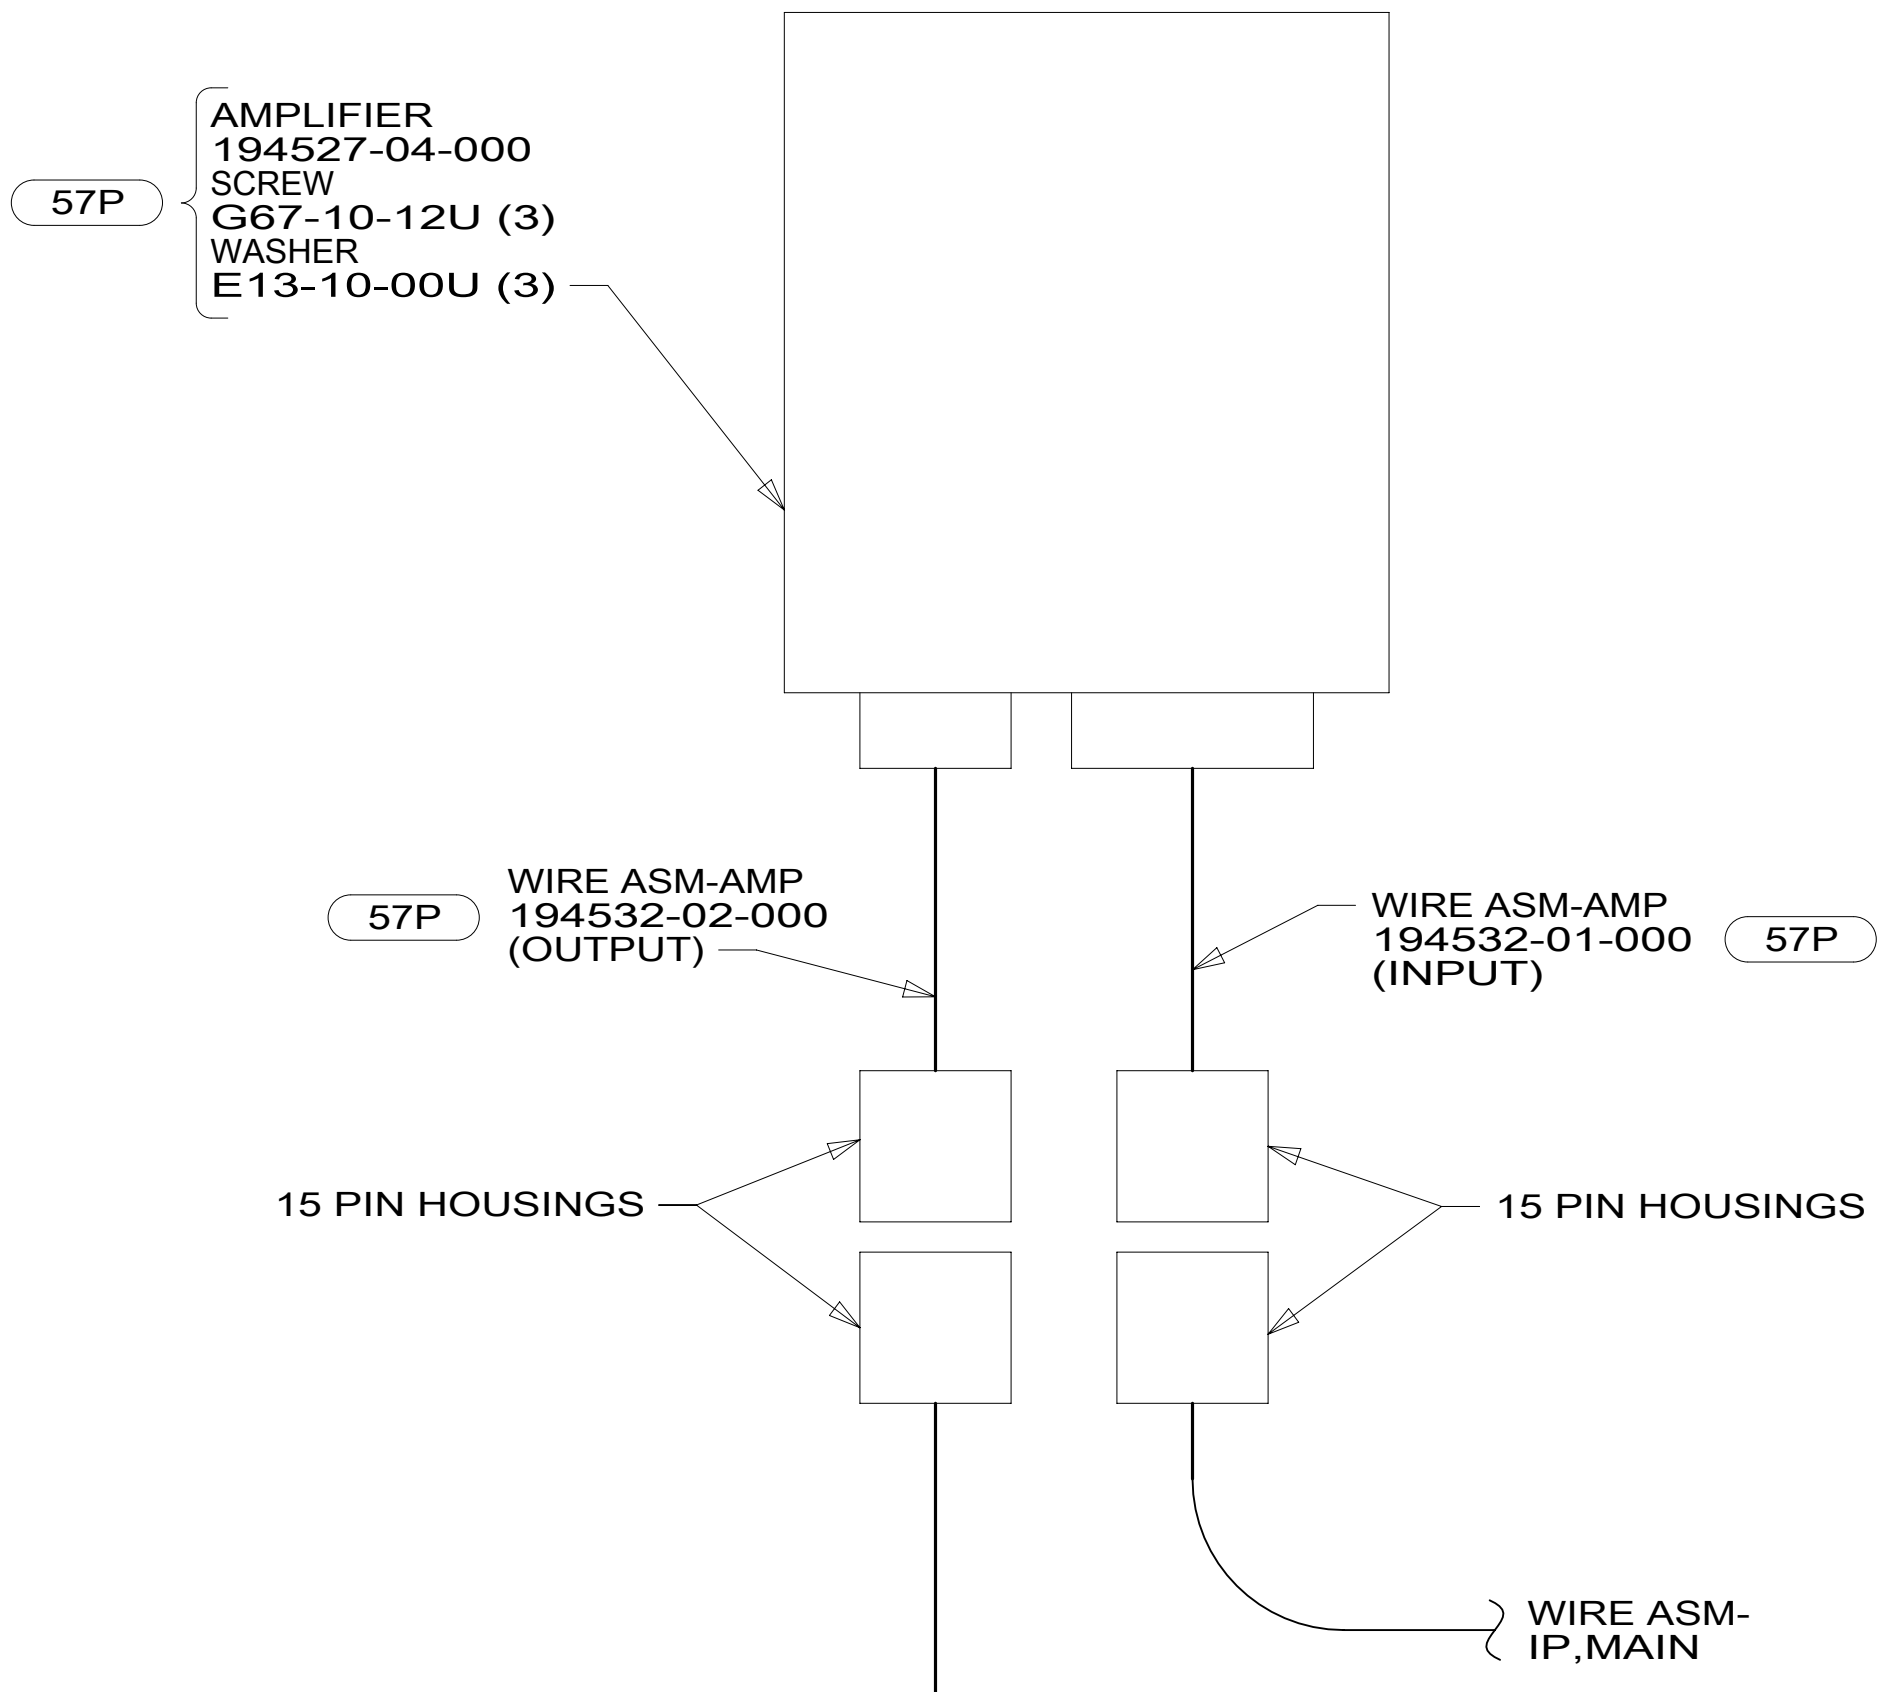 AMPLIFIER
194527-04-000
SCREW
57P
G67-10-12U (3)
WASHER
E13-10-00U (3)
WIRE ASM-AMP
194532-02-000
(OUTPUT)
57P
WIRE ASM-AMP
194532-01-000
(INPUT)
57P
15 PIN HOUSINGS
15 PIN HOUSINGS
WIRE ASM-
IP,MAIN